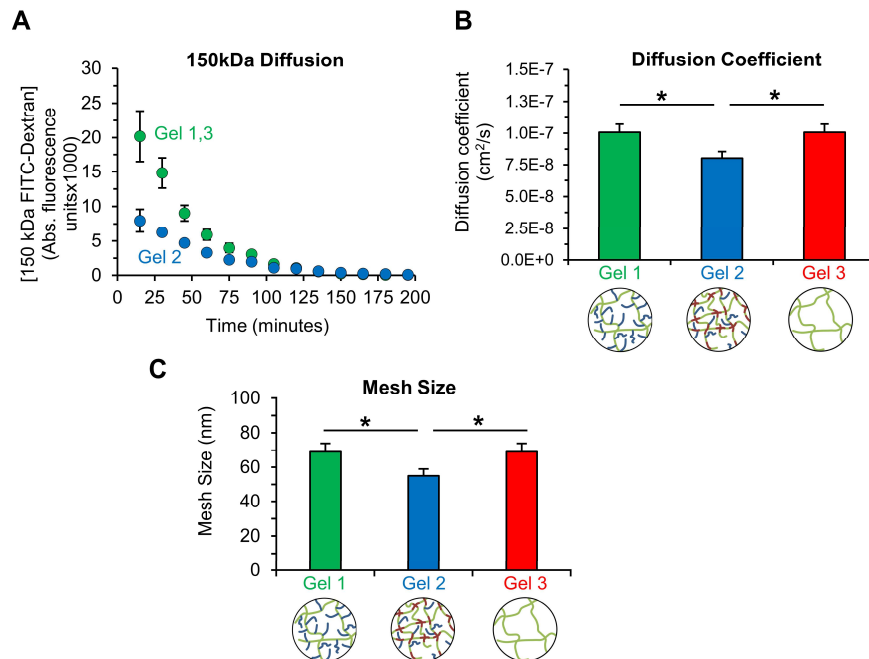 A
150kDa Diffusion
[150 kDa FITC-Dextran]
(Abs. fluorescence
unitsx1000)
30
25
20
15
10
5
0
Gel 1,3
Gel 2
0 25 50 75 100 125 150 175 200
Time (minutes)
B
Diffusion Coefficient
Diffusion coefficient
(cm²/s)
1.5E-7
1.3E-7
1.0E-7
7.5E-8
5.0E-8
2.5E-8
0.0E+0
* *
Gel 1 Gel 2 Gel 3
C
Mesh Size
Mesh Size (nm)
100
80
60
40
20
0
* *
Gel 1 Gel 2 Gel 3